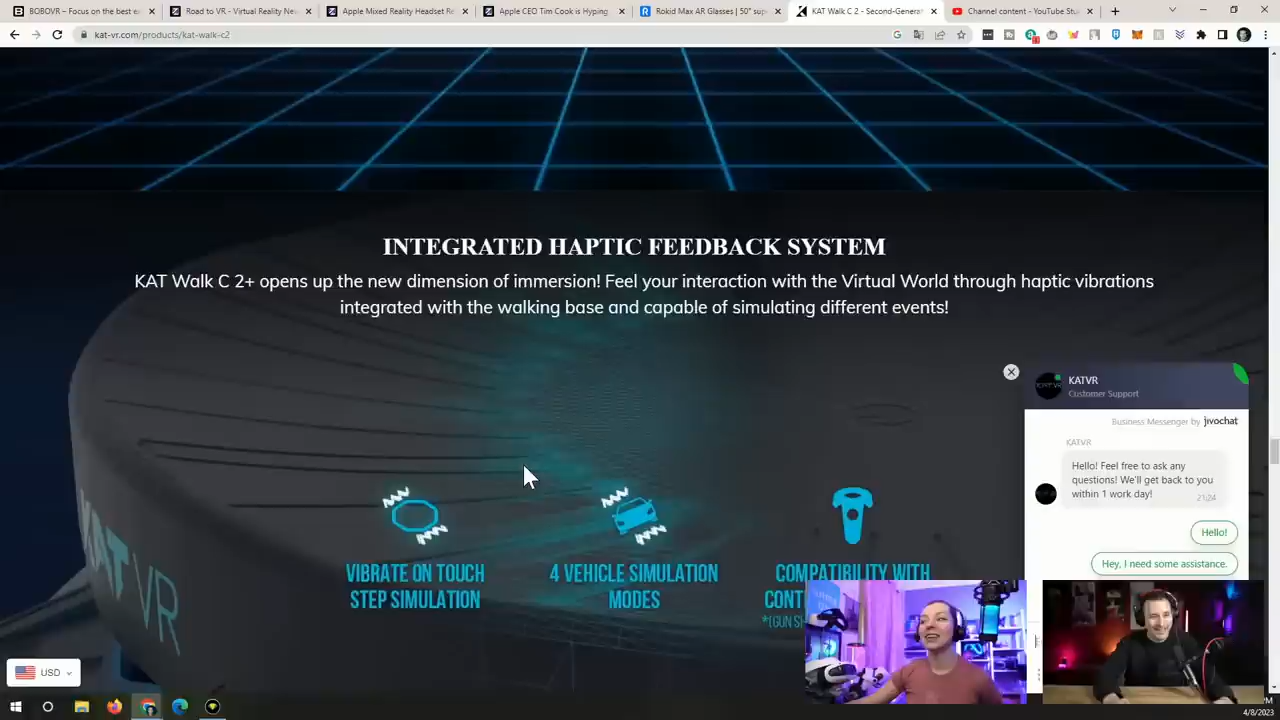 BOBOVR – Focus on the best e
Road to VR - Virtual Reality New
Apple Mixed Reality Headset Re
Apple CEO Tim Cook is Hyping
Rokid Max AR Glasses | 50° sup
KAT Walk C 2 - Second-Generat
Channel content - YouTube Stu
kat-vr.com/products/kat-walk-c2
INTEGRATED HAPTIC FEEDBACK SYSTEM
KAT Walk C 2+ opens up the new dimension of immersion! Feel your interaction with the Virtual World through haptic vibrations
integrated with the walking base and capable of simulating different events!
KATVR
Customer Support
Business Messenger by jivochat
KATVR
Hello! Feel free to ask any
questions! We'll get back to you
within 1 work day!
21:24
Hello!
Hey, I need some assistance.
VIBRATE ON TOUCH
STEP SIMULATION
4 VEHICLE SIMULATION
MODES
COMPATIBILITY WITH
KAT VR
USD
4/8/2023